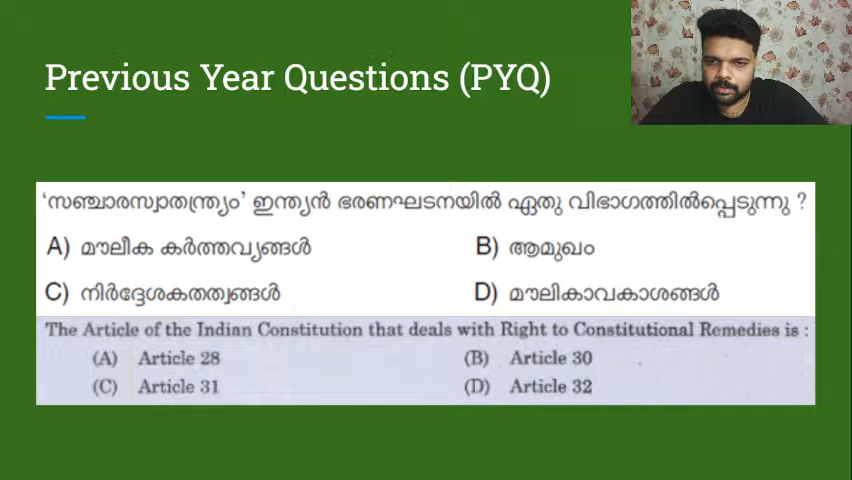 Previous Year Questions (PYQ)
'സഞ്ചാരസ്വാതന്ത്ര്യം' ഇന്ത്യൻ ഭരണഘടനയിൽ ഏതു വിഭാഗത്തിൽപ്പെടുന്നു ?
A) മൗലീക കർത്തവ്യങ്ങൾ
B) ആമുഖം
C) നിർദ്ദേശകതത്വങ്ങൾ
D) മൗലികാവകാശങ്ങൾ
The Article of the Indian Constitution that deals with Right to Constitutional Remedies is :
(A) Article 28
(B) Article 30
(C) Article 31
(D) Article 32